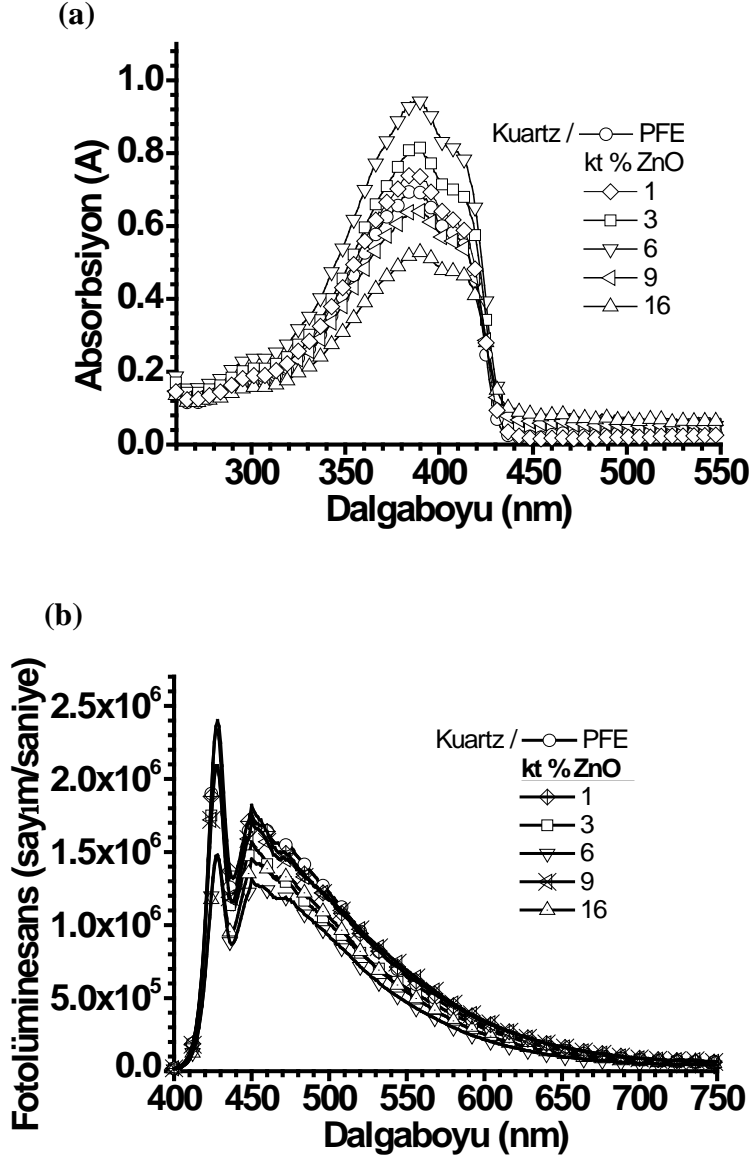 (a)
1.0
0.8
0.6
0.4
0.2
0.0
Absorbsiyon (A)
Kuartz / PFE
kt % ZnO
1
3
6
9
16
300 350 400 450 500 550
Dalgaboyu (nm)
(b)
2.5x10⁶
2.0x10⁶
1.5x10⁶
1.0x10⁶
5.0x10⁵
0.0
Fotolüminesans (sayım/saniye)
Kuartz / PFE
kt % ZnO
1
3
6
9
16
400 450 500 550 600 650 700 750
Dalgaboyu (nm)